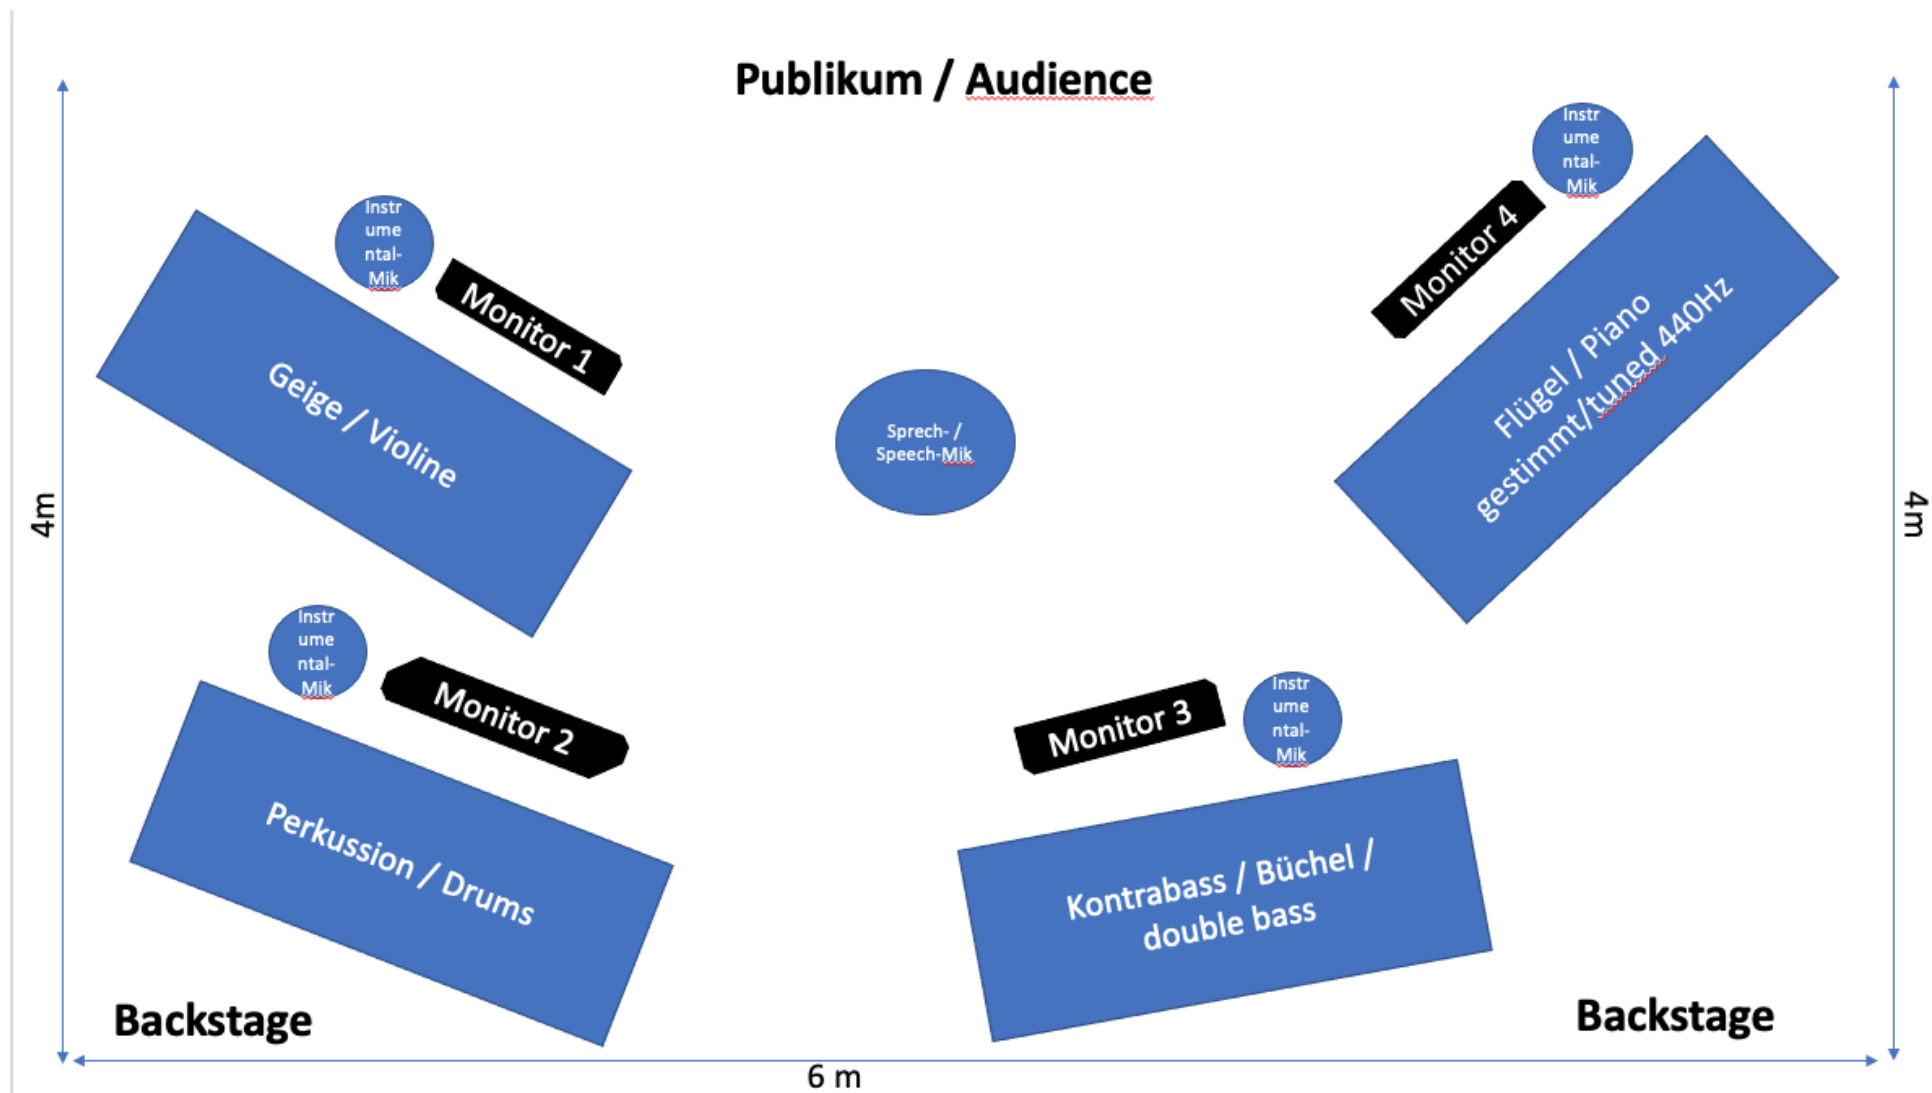 Publikum / Audience
Instr
ume
ntal-
Mik
Monitor 4
Instr
ume
ntal-
Mik
Monitor 1
Flügel / Piano
gestimmt/tuned 440Hz
Geige / Violine
Sprech- /
Speech-Mik
4m
4m
Instr
ume
ntal-
Mik
Monitor 2
Monitor 3
Instr
ume
ntal-
Mik
Perkussion / Drums
Kontrabass / Büchel /
double bass
Backstage
Backstage
6 m